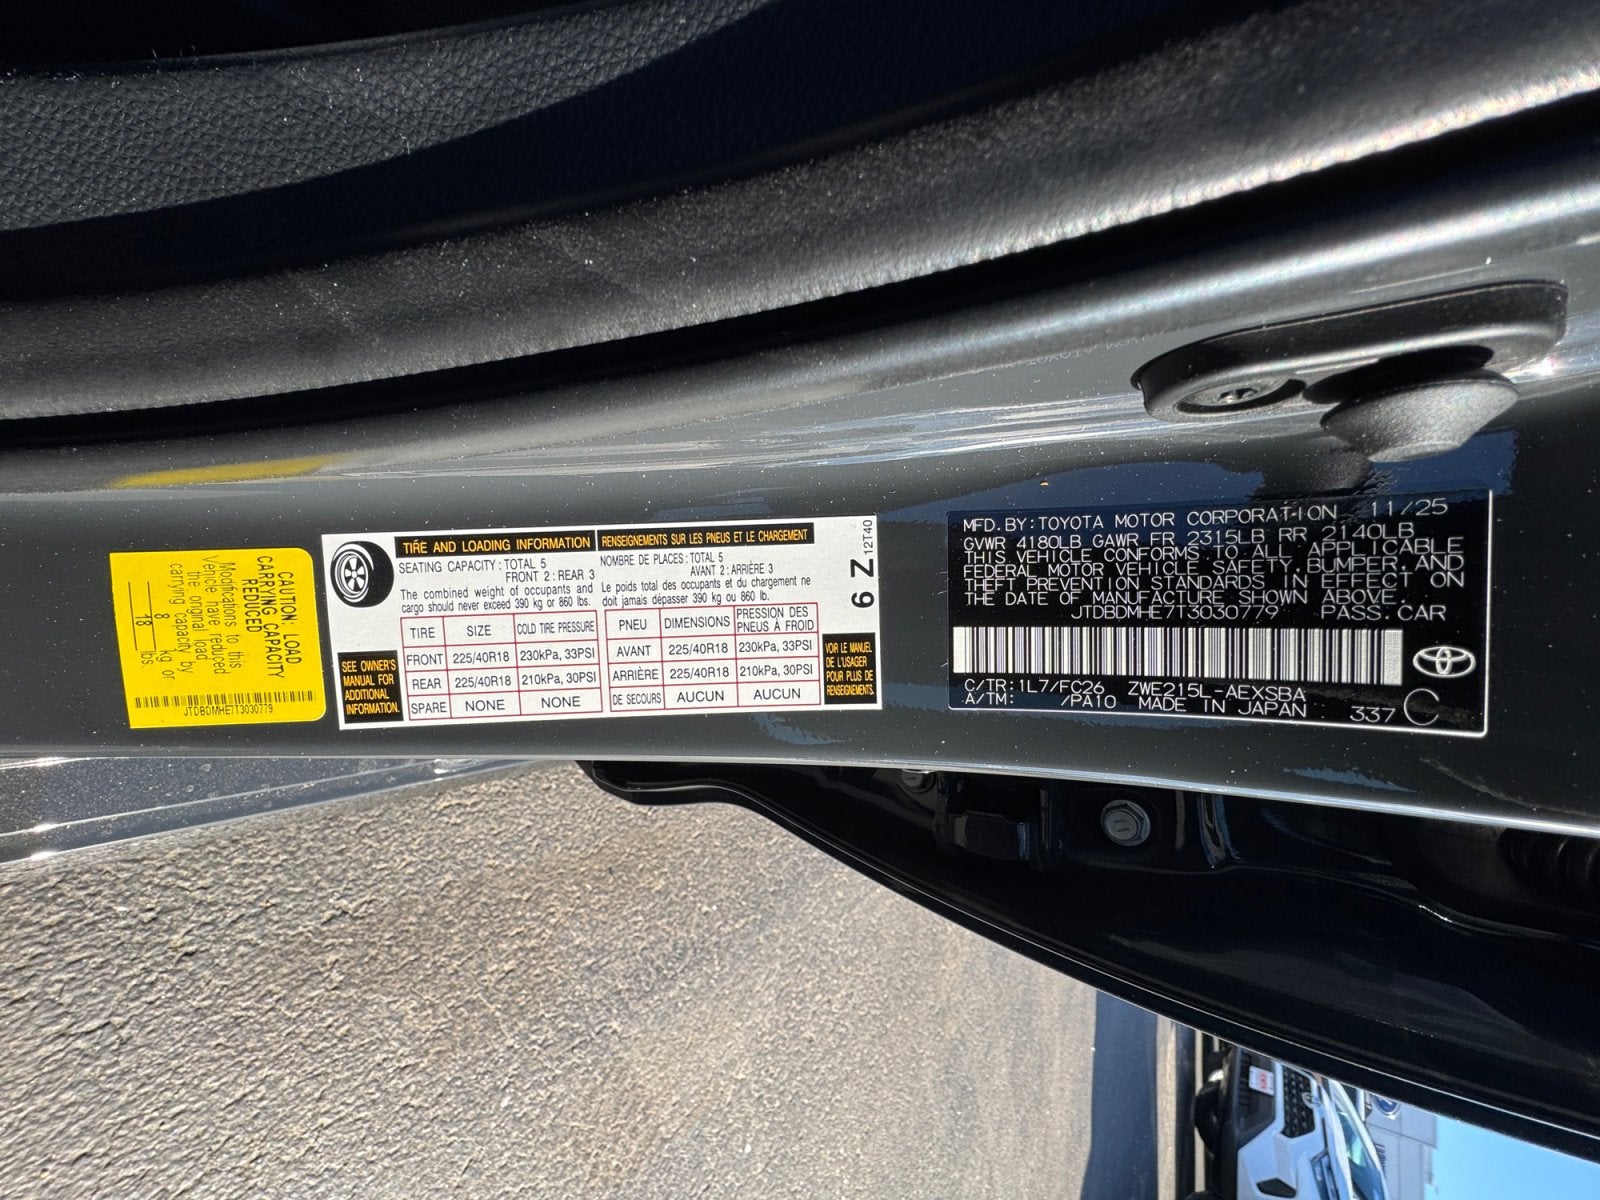 CAUTION: LOAD
CARRYING CAPACITY
REDUCED
Modifications to this
Vehicle have reduced
the original load
carrying capacity by
8 kg or
18 lbs.
JTDBDMHE7T3030779
TIRE AND LOADING INFORMATION
SEATING CAPACITY: TOTAL 5
FRONT 2: REAR 3
The combined weight of occupants and
cargo should never exceed 390 kg or 860 lbs.
SEE OWNER'S
MANUAL FOR
ADDITIONAL
INFORMATION.
TIRE SIZE COLD TIRE PRESSURE
FRONT 225/40R18 230kPa, 33PSI
REAR 225/40R18 210kPa, 30PSI
SPARE NONE NONE
RENSEIGNEMENTS SUR LES PNEUS ET LE CHARGEMENT
NOMBRE DE PLACES: TOTAL 5
AVANT 2: ARRIÈRE 3
Le poids total des occupants et du chargement ne
doit jamais dépasser 390 kg ou 860 lb.
PNEU DIMENSIONS PRESSION DES
PNEUS À FROID
AVANT 225/40R18 230kPa, 33PSI
ARRIÈRE 225/40R18 210kPa, 30PSI
DE SECOURS AUCUN AUCUN
VOIR LE MANUEL
DE L'USAGER
POUR PLUS DE
RENSEIGNEMENTS.
6 Z 12T40
MFD. BY: TOYOTA MOTOR CORPORATION 11/25
GVWR 4180LB GAWR FR 2315LB RR 2140LB
THIS VEHICLE CONFORMS TO ALL APPLICABLE
FEDERAL MOTOR VEHICLE SAFETY, BUMPER, AND
THEFT PREVENTION STANDARDS IN EFFECT ON
THE DATE OF MANUFACTURE SHOWN ABOVE.
JTDBDMHE7T3030779 PASS. CAR
C/TR: 1L7/FC26 ZWE215L-AEXSBA
A/TM: /PA10 MADE IN JAPAN 337 C